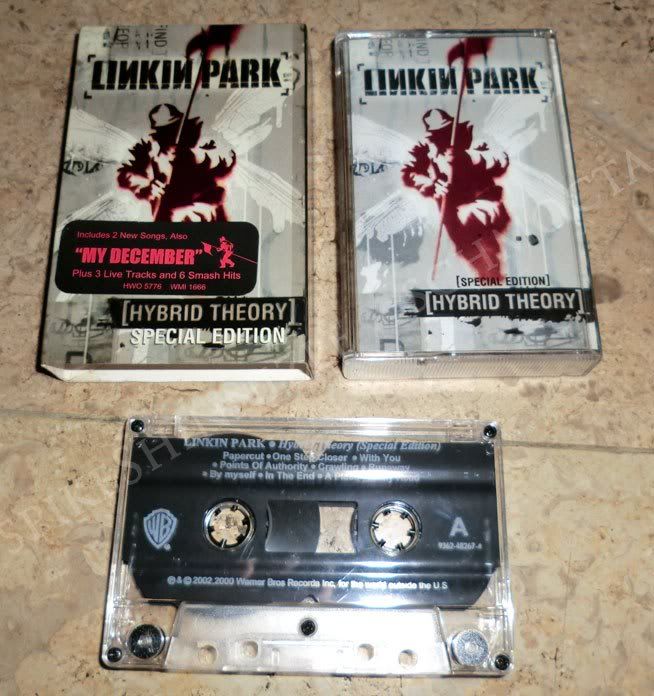 LINKIN PARK
Includes 2 New Songs, Also
"MY DECEMBER"
Plus 3 Live Tracks and 6 Smash Hits
HWO 5776 WMI 1666
[HYBRID THEORY]
SPECIAL EDITION
LINKIN PARK
[SPECIAL EDITION]
[HYBRID THEORY]
LINKIN PARK • Hybrid Theory (Special Edition)
Papercut • One Step Closer • With You
Points Of Authority • Crawling • Runaway
By myself • In The End • A
WB
A
9362-48267-4
℗ & © 2002, 2000 Warner Bros Records Inc, for the world outside the U.S